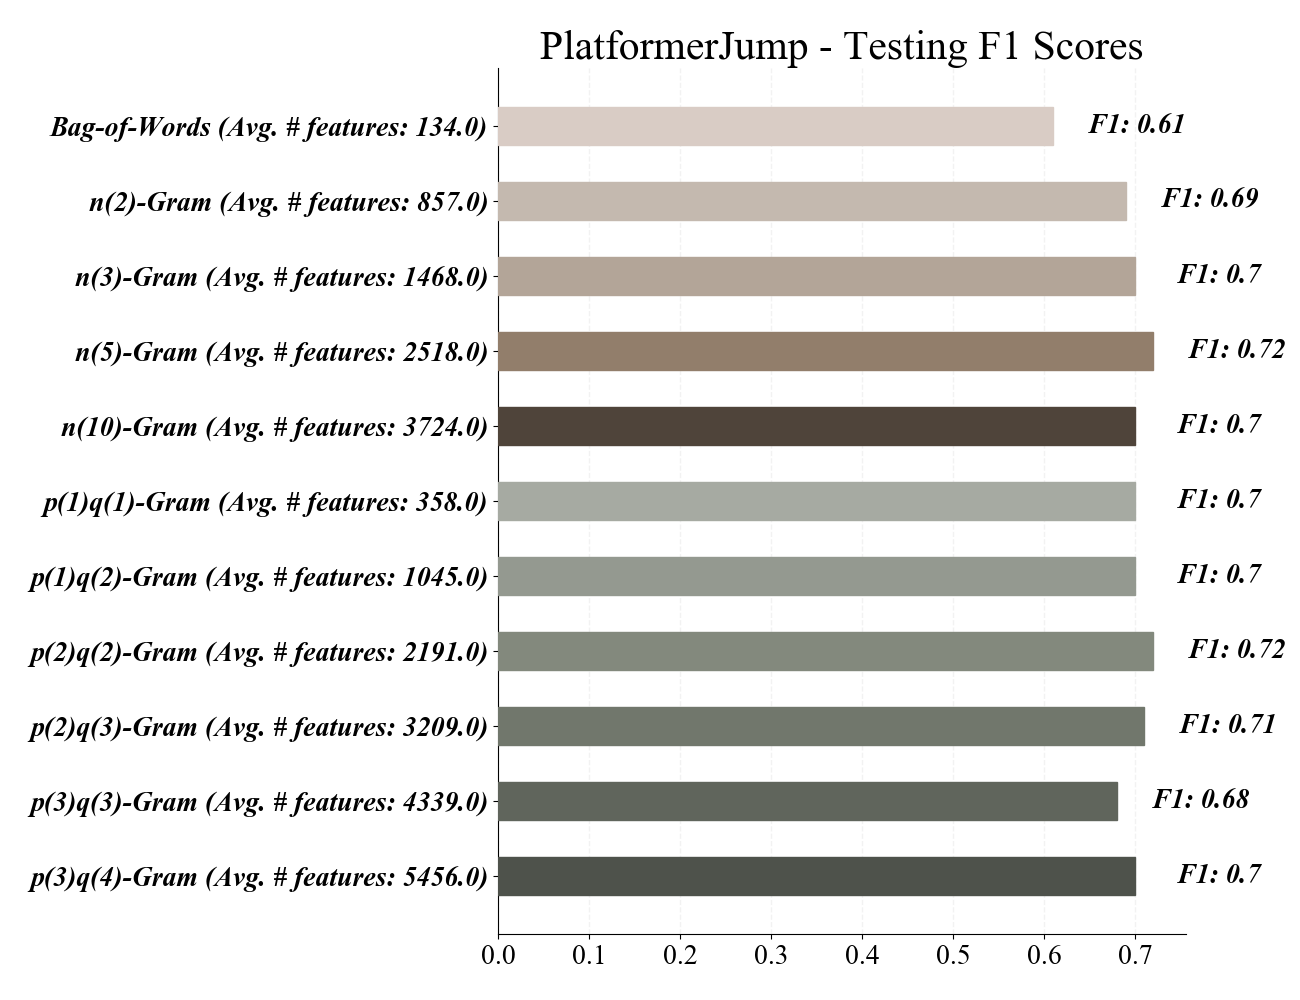 PlatformerJump - Testing F1 Scores
Bag-of-Words (Avg. # features: 134.0) F1: 0.61
n(2)-Gram (Avg. # features: 857.0) F1: 0.69
n(3)-Gram (Avg. # features: 1468.0) F1: 0.7
n(5)-Gram (Avg. # features: 2518.0) F1: 0.72
n(10)-Gram (Avg. # features: 3724.0) F1: 0.7
p(1)q(1)-Gram (Avg. # features: 358.0) F1: 0.7
p(1)q(2)-Gram (Avg. # features: 1045.0) F1: 0.7
p(2)q(2)-Gram (Avg. # features: 2191.0) F1: 0.72
p(2)q(3)-Gram (Avg. # features: 3209.0) F1: 0.71
p(3)q(3)-Gram (Avg. # features: 4339.0) F1: 0.68
p(3)q(4)-Gram (Avg. # features: 5456.0) F1: 0.7
0.0 0.1 0.2 0.3 0.4 0.5 0.6 0.7